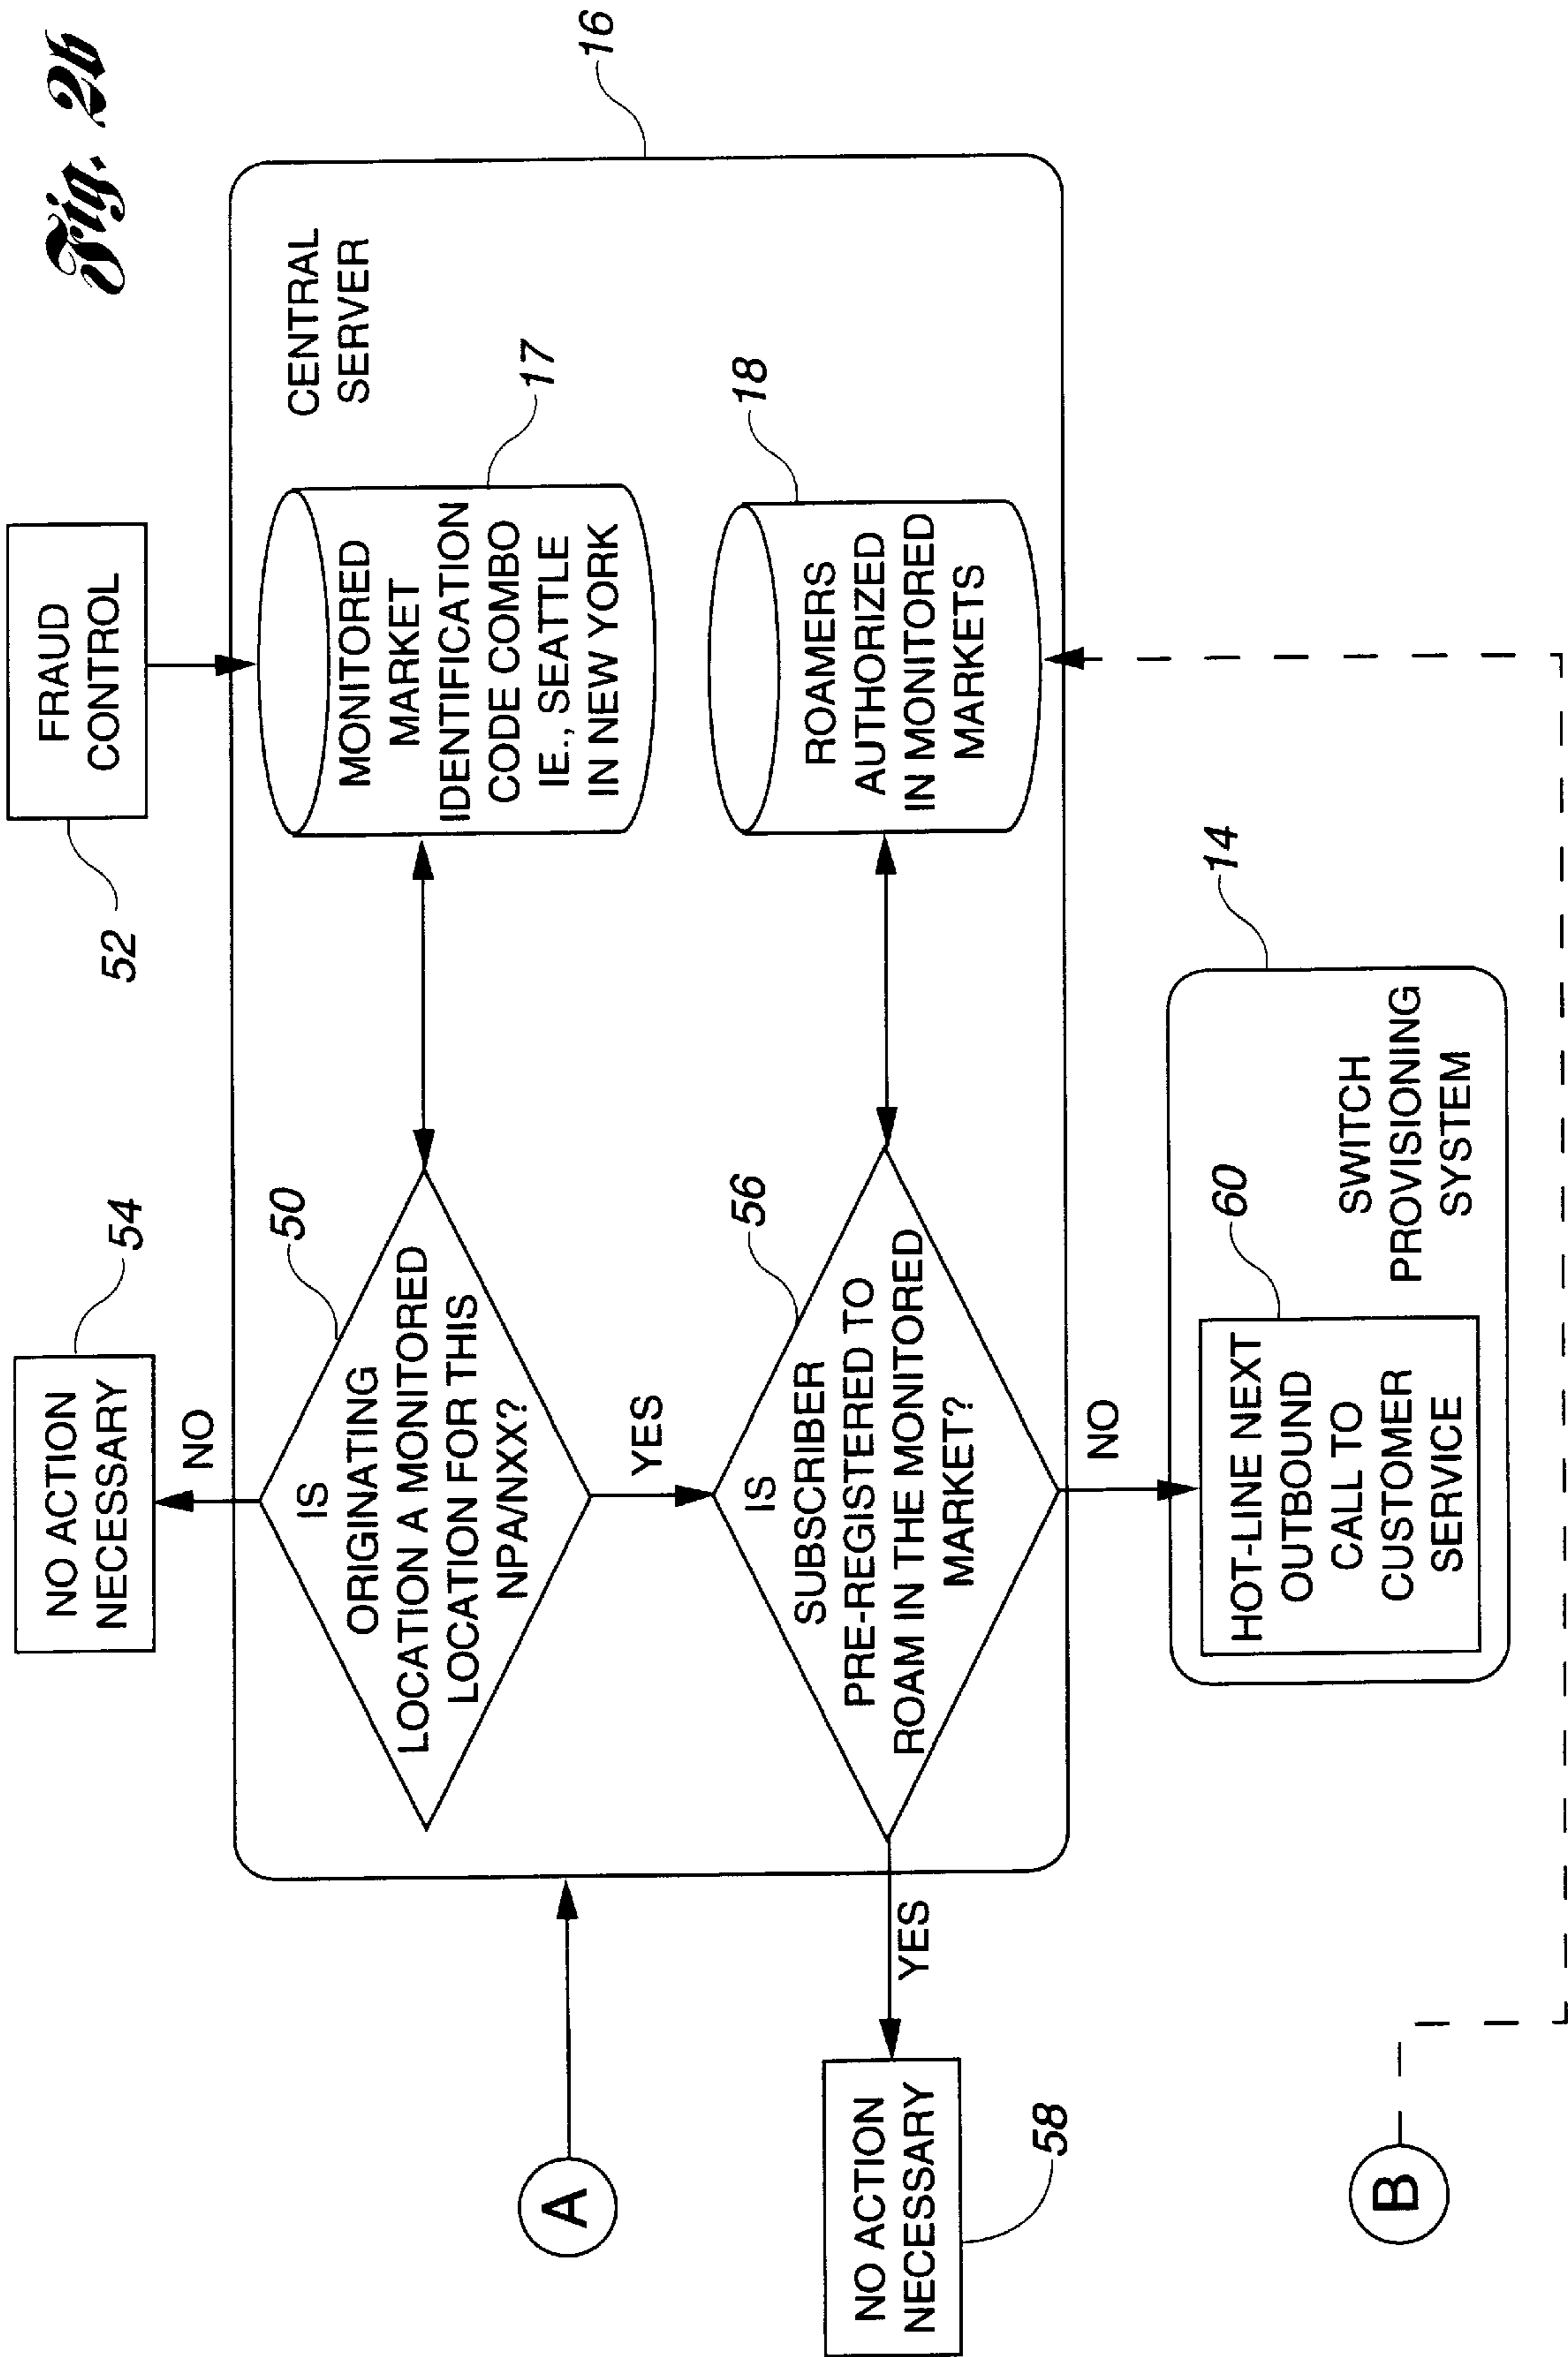 Fig. 2b
FRAUD
CONTROL
52
NO ACTION
NECESSARY
54
NO
16
CENTRAL
SERVER
MONITORED
MARKET
IDENTIFICATION
CODE COMBO
IE., SEATTLE
IN NEW YORK
17
IS
ORIGINATING
LOCATION A MONITORED
LOCATION FOR THIS
NPA/NXX?
50
YES
ROAMERS
AUTHORIZED
IN MONITORED
MARKETS
18
IS
SUBSCRIBER
PRE-REGISTERED TO
ROAM IN THE MONITORED
MARKET?
56
A
YES
NO ACTION
NECESSARY
58
NO
HOT-LINE NEXT
OUTBOUND
CALL TO
CUSTOMER
SERVICE
60
SWITCH
PROVISIONING
SYSTEM
14
B